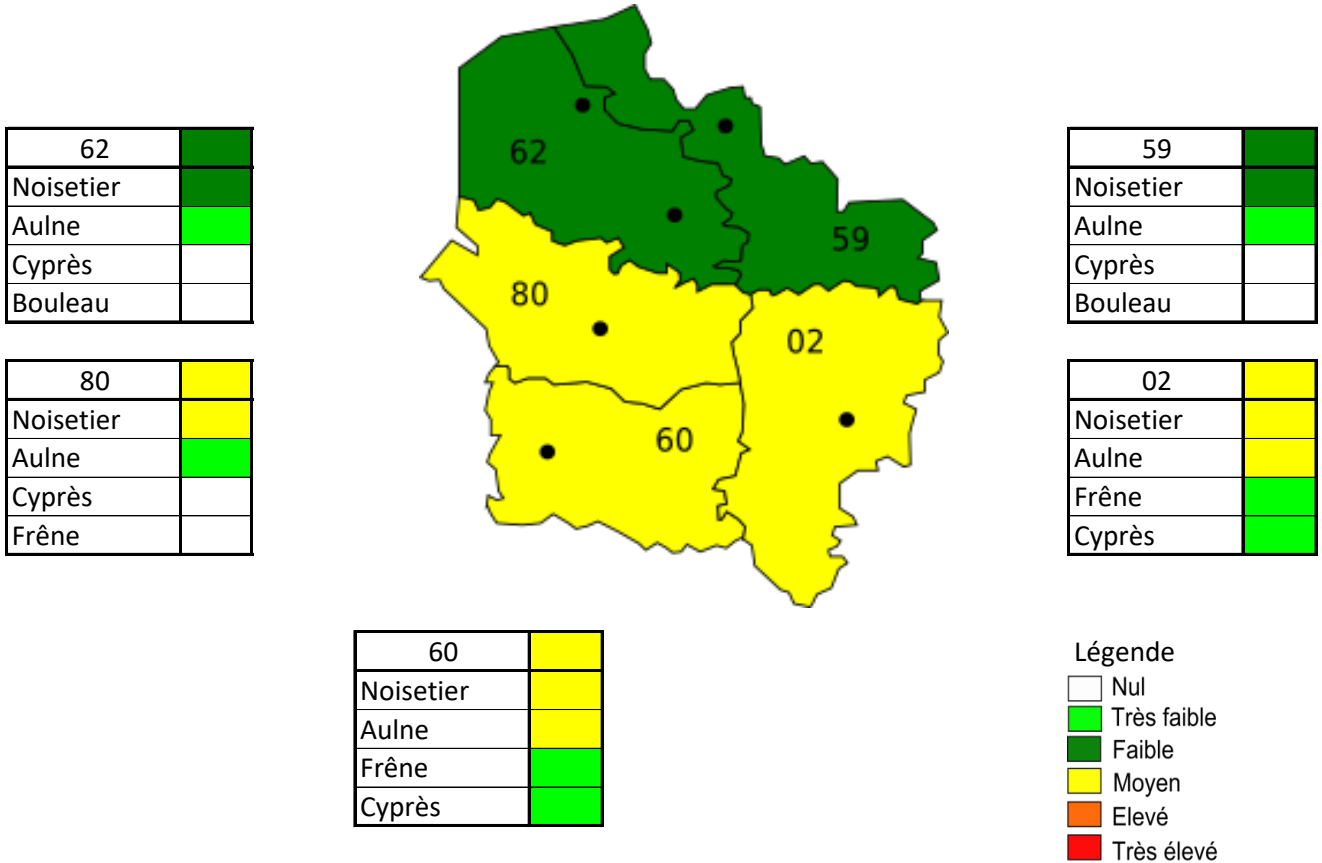 62
Noisetier
Aulne
Cyprès
Bouleau
80
Noisetier
Aulne
Cyprès
Frêne
62
59
80
02
60
59
Noisetier
Aulne
Cyprès
Bouleau
02
Noisetier
Aulne
Frêne
Cyprès
60
Noisetier
Aulne
Frêne
Cyprès
Légende
Nul
Très faible
Faible
Moyen
Elevé
Très élevé